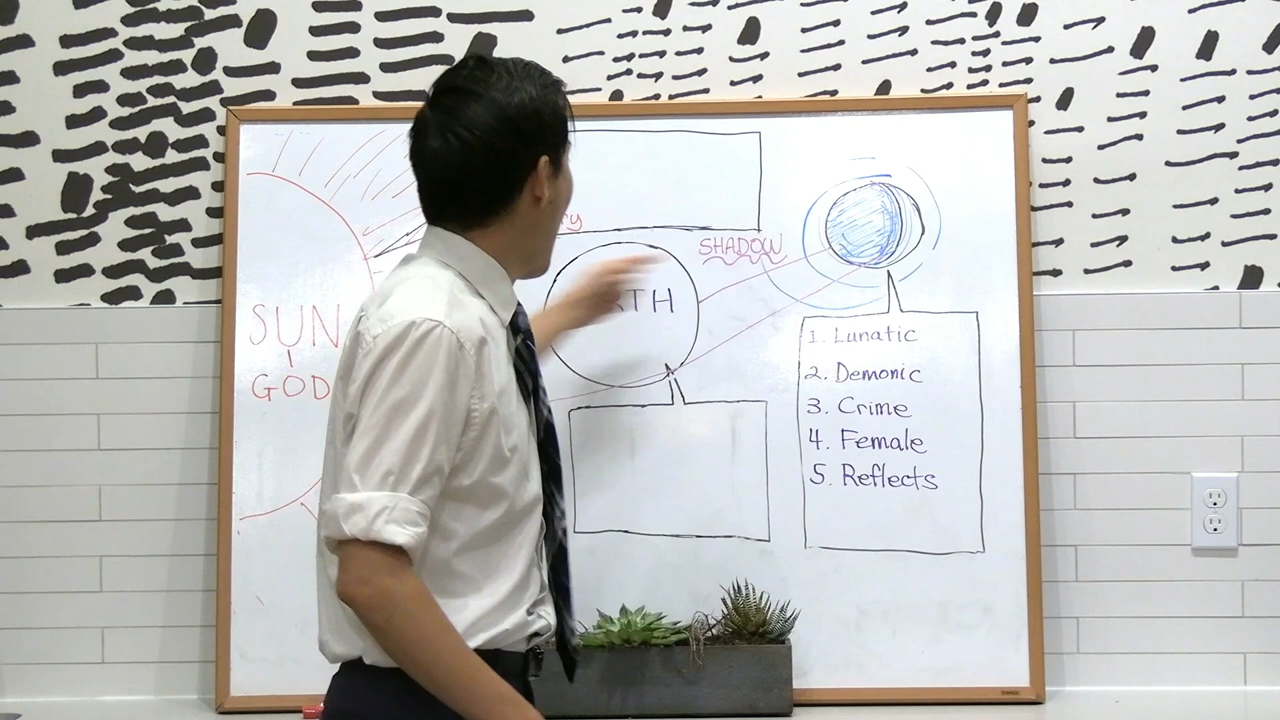 SHADOW
SUN
GOD
1. Lunatic
2. Demonic
3. Crime
4. Female
5. Reflects